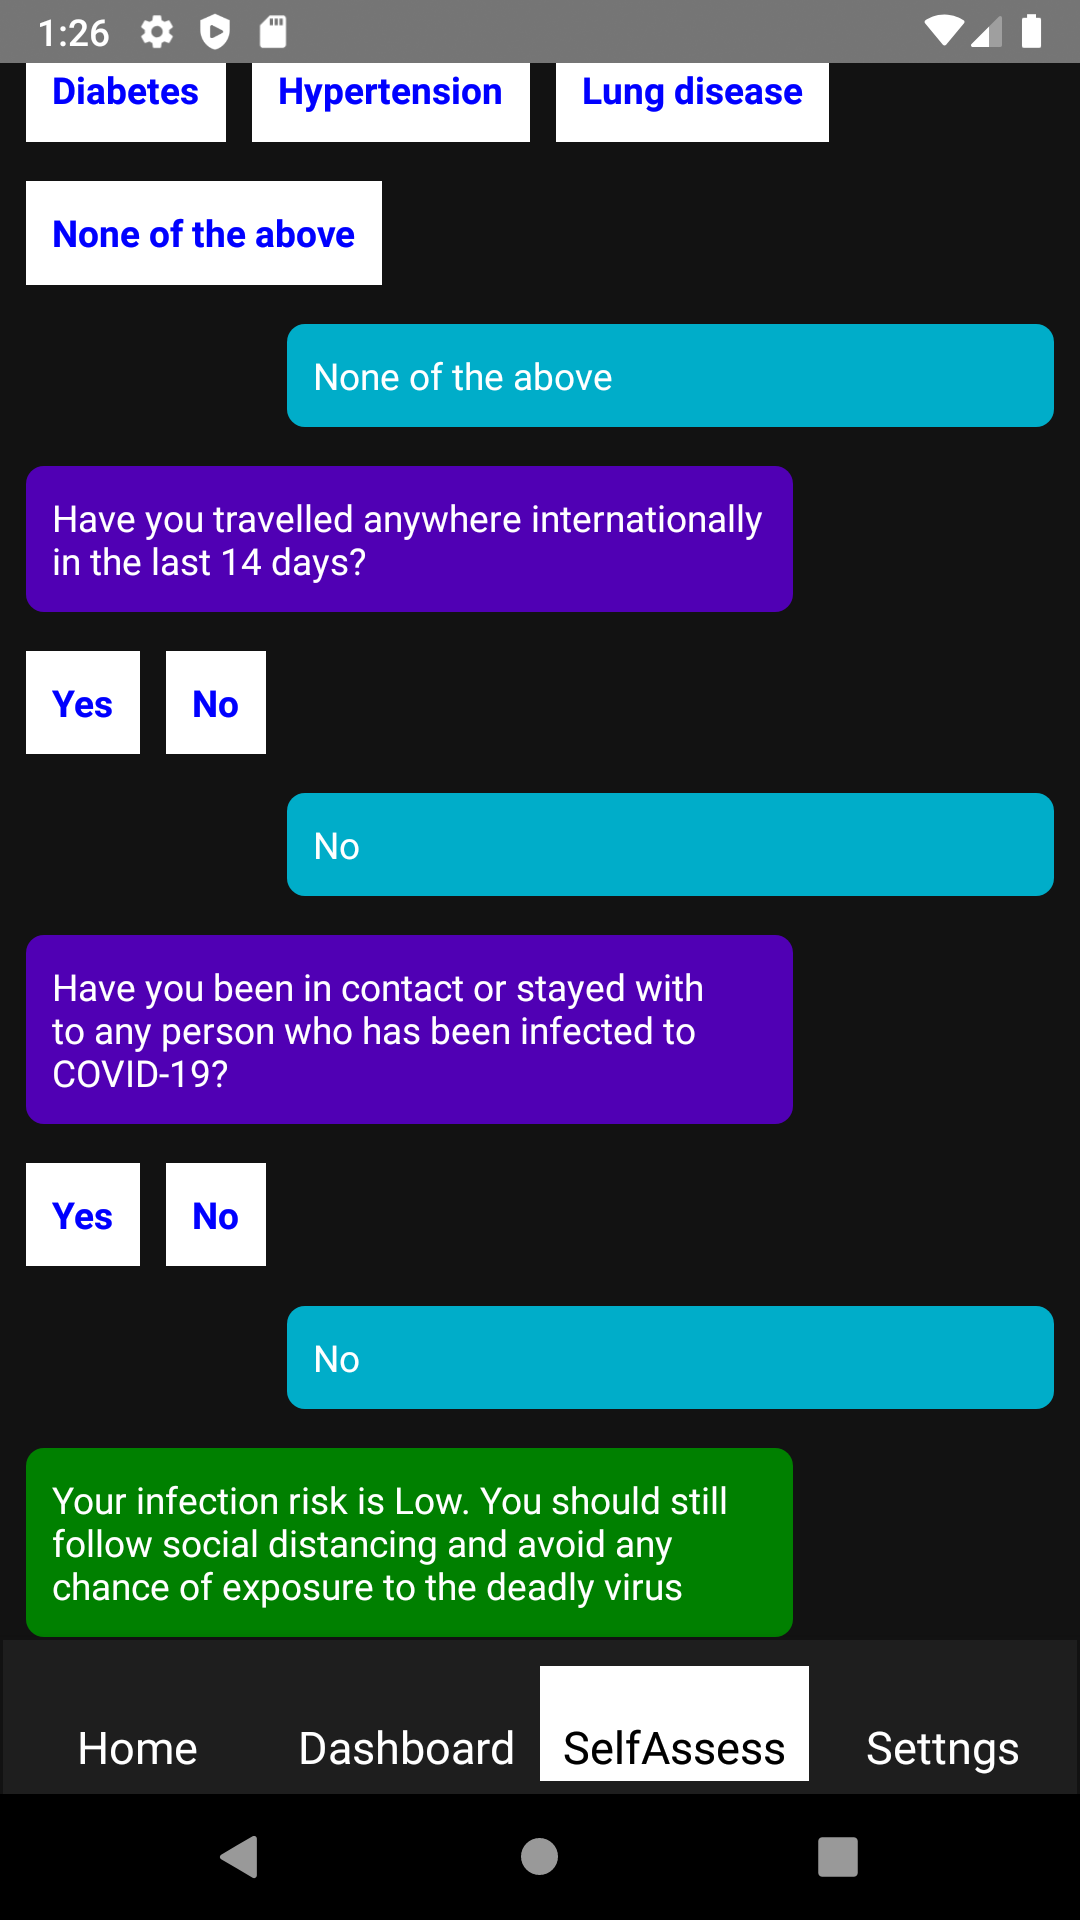 1:26
Diabetes Hypertension Lung disease
None of the above
None of the above
Have you travelled anywhere internationally
in the last 14 days?
Yes No
No
Have you been in contact or stayed with
to any person who has been infected to
COVID-19?
Yes No
No
Your infection risk is Low. You should still
follow social distancing and avoid any
chance of exposure to the deadly virus
Home Dashboard SelfAssess Settngs